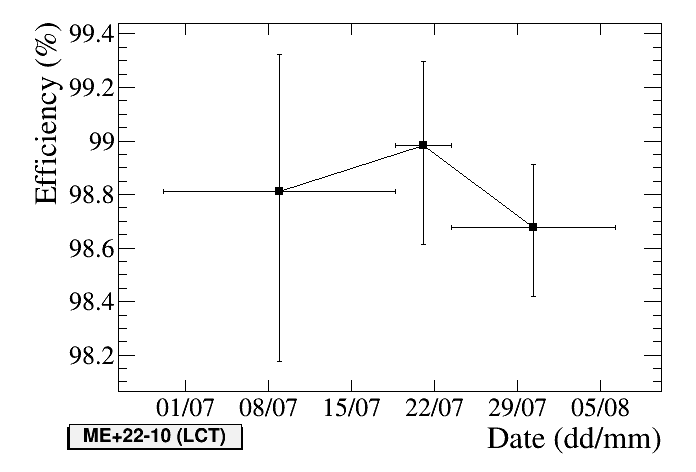 99.4
99.2
99
98.8
98.6
98.4
98.2
Efficiency (%)
01/07 08/07 15/07 22/07 29/07 05/08
ME+22-10 (LCT)
Date (dd/mm)